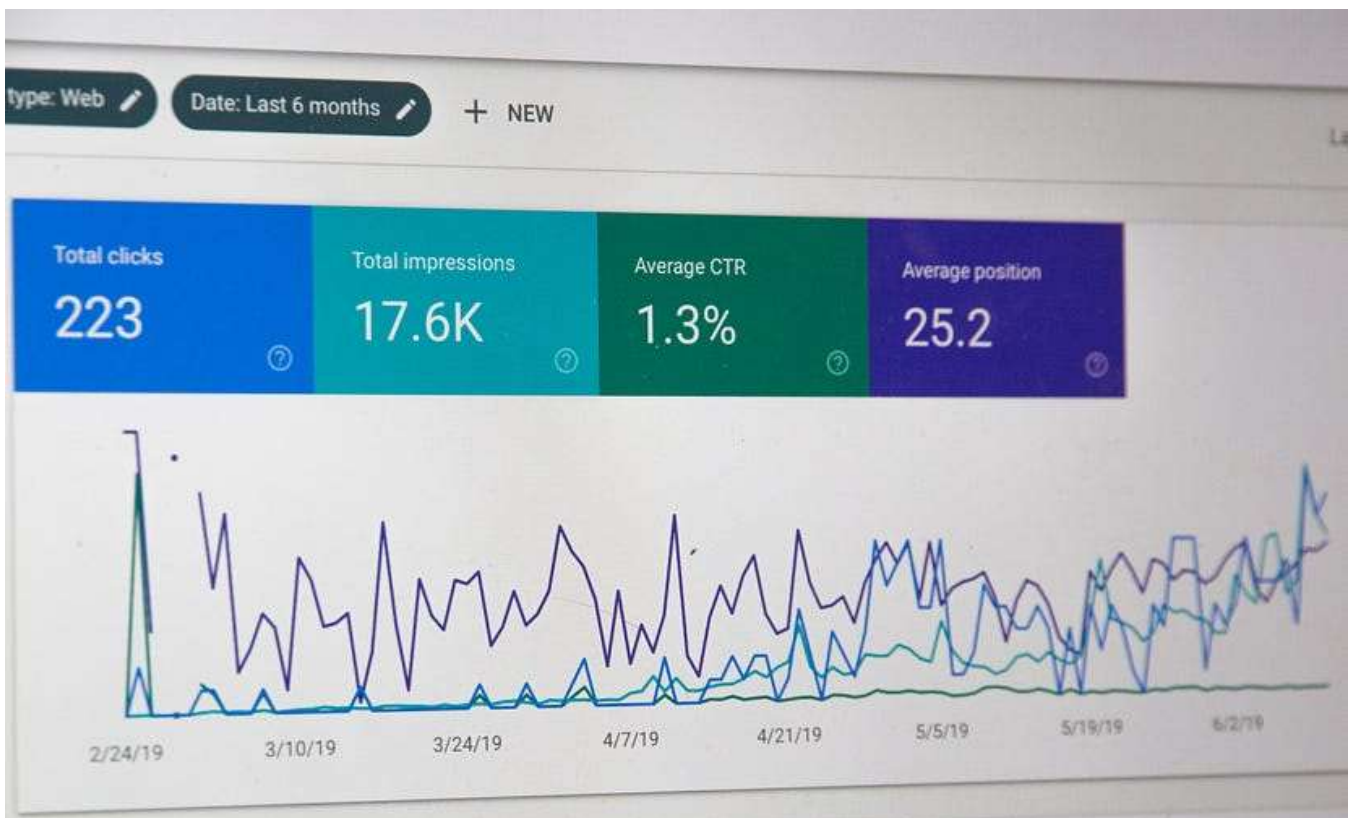 type: Web Date: Last 6 months + NEW
La
Total clicks Total impressions Average CTR Average position
223 17.6K 1.3% 25.2
2/24/19 3/10/19 3/24/19 4/7/19 4/21/19 5/5/19 5/19/19 6/2/19